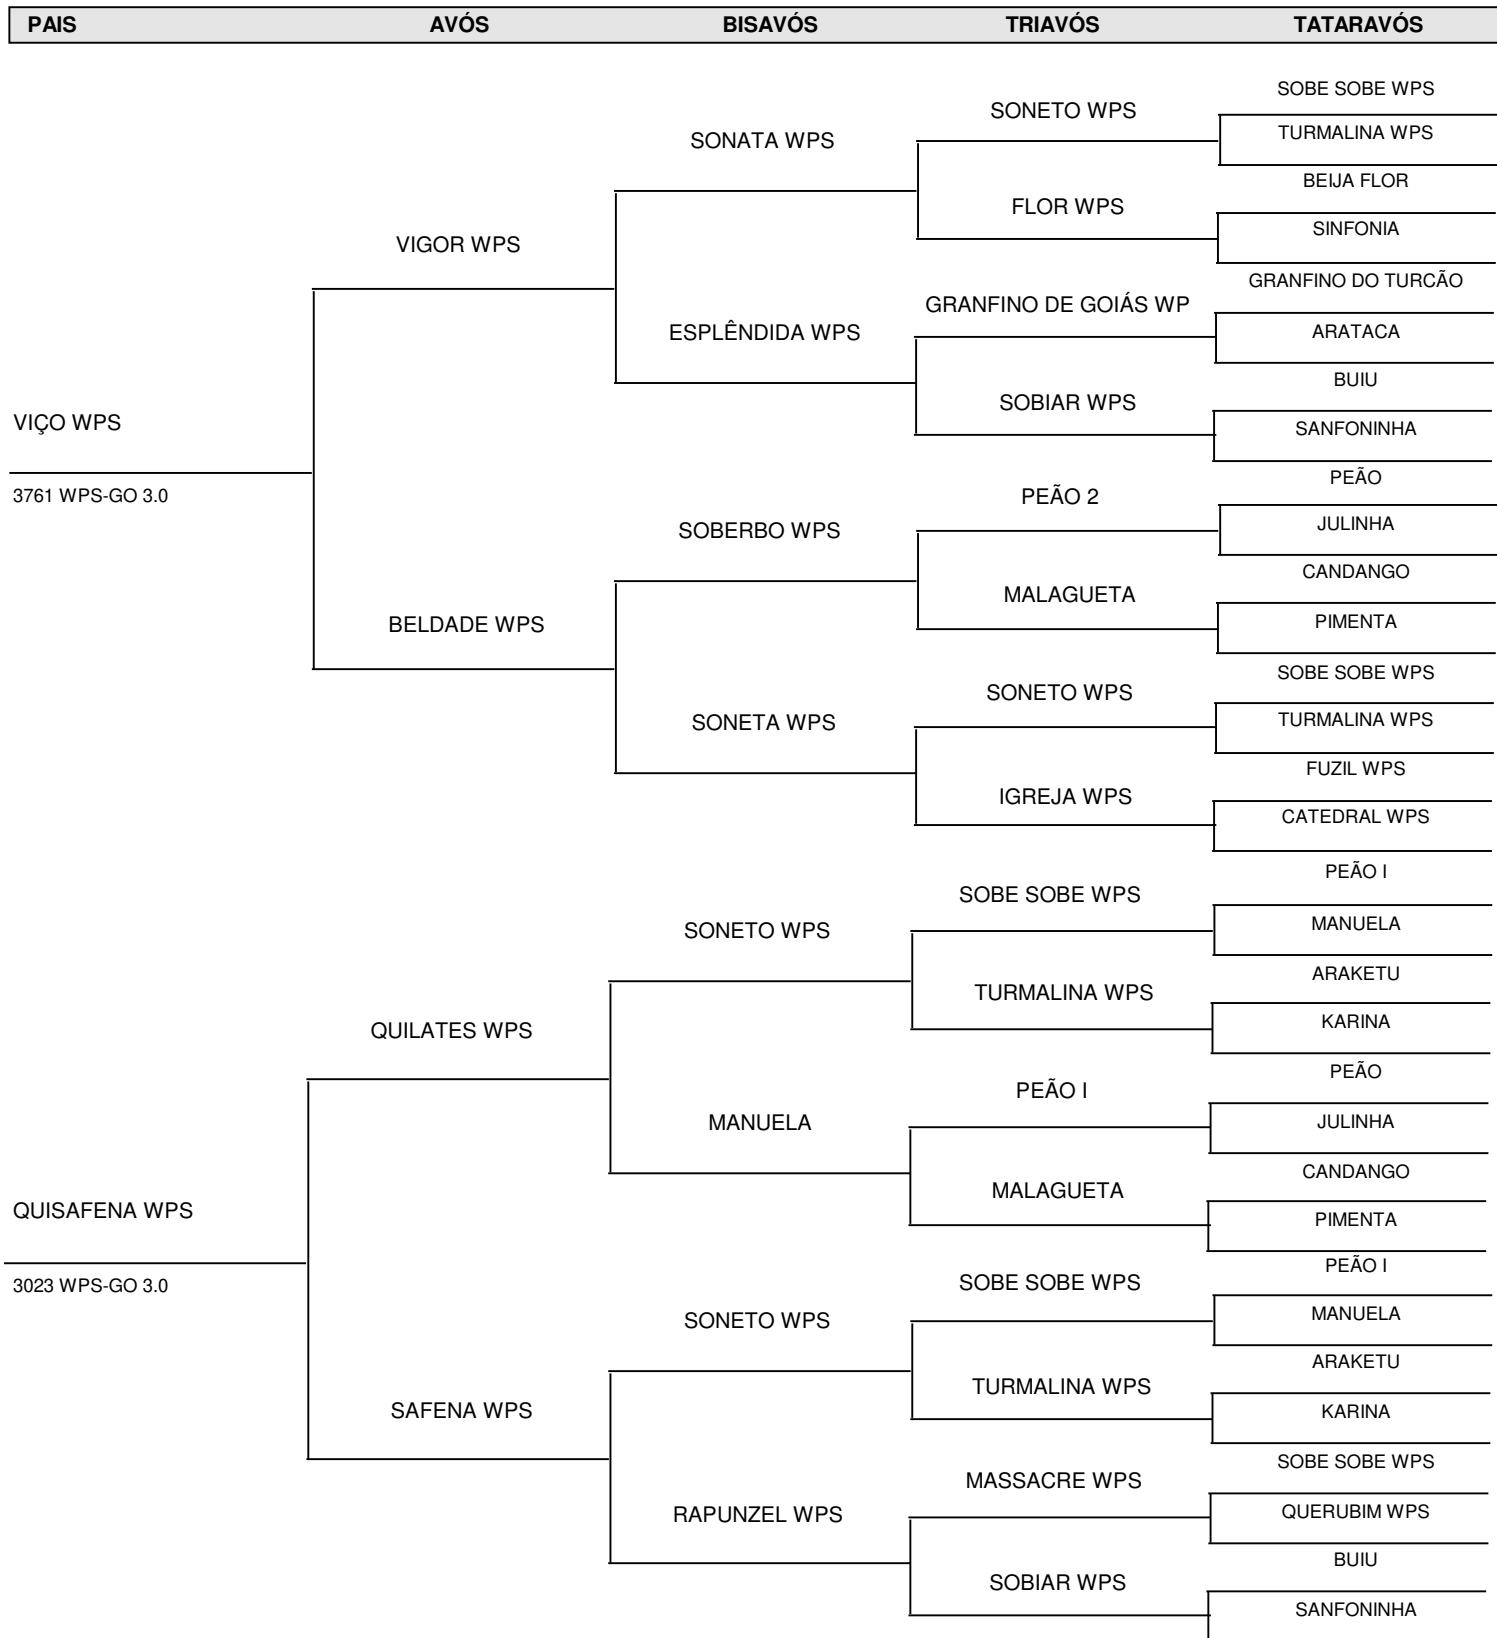 PAIS AVÓS BISAVÓS TRIAVÓS TATARAVÓS
SOBE SOBE WPS
SONETO WPS
TURMALINA WPS
SONATA WPS
BEIJA FLOR
FLOR WPS
SINFONIA
VIGOR WPS
GRANFINO DO TURCÃO
GRANFINO DE GOIÁS WP
ARATACA
ESPLÊNDIDA WPS
BUIU
SOBIAR WPS
SANFONINHA
VIÇO WPS
3761 WPS-GO 3.0
PEÃO
PEÃO 2
JULINHA
SOBERBO WPS
CANDANGO
MALAGUETA
PIMENTA
BELDADE WPS
SOBE SOBE WPS
SONETO WPS
TURMALINA WPS
SONETA WPS
FUZIL WPS
IGREJA WPS
CATEDRAL WPS
PEÃO I
SOBE SOBE WPS
MANUELA
SONETO WPS
ARAKETU
TURMALINA WPS
KARINA
QUILATES WPS
PEÃO
PEÃO I
JULINHA
MANUELA
CANDANGO
MALAGUETA
PIMENTA
QUISAFENA WPS
3023 WPS-GO 3.0
PEÃO I
SOBE SOBE WPS
MANUELA
SONETO WPS
ARAKETU
TURMALINA WPS
KARINA
SAFENA WPS
SOBE SOBE WPS
MASSACRE WPS
QUERUBIM WPS
RAPUNZEL WPS
BUIU
SOBIAR WPS
SANFONINHA